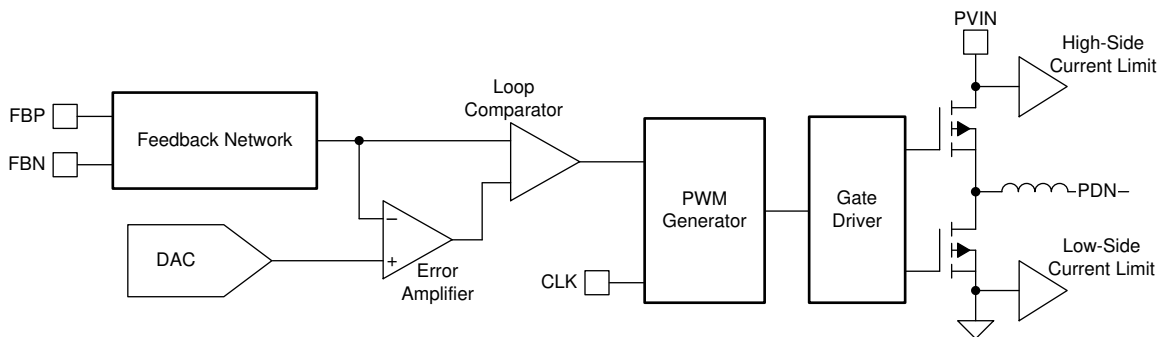 PVIN
High-Side
Current Limit
Loop
Comparator
FBP
FBN
Feedback Network
PWM
Generator
Gate
Driver
PDN
DAC
−
+
Error
Amplifier
CLK
Low-Side
Current Limit